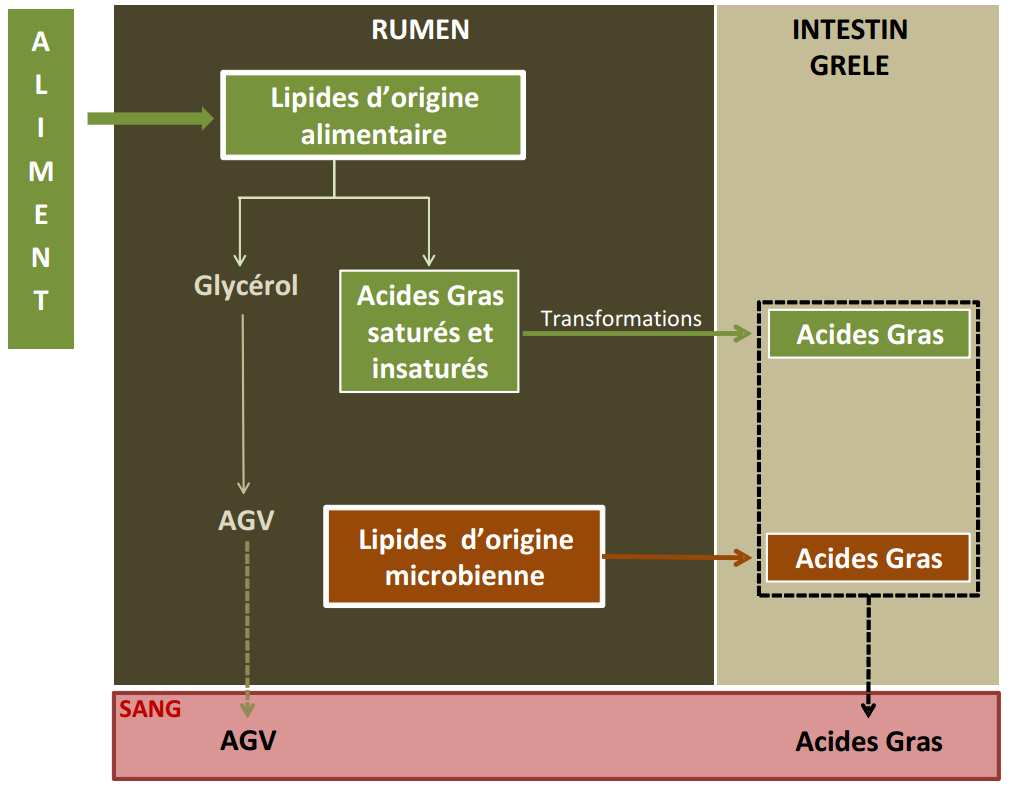 ALIMENT
RUMEN
INTESTIN
GRELE
Lipides d’origine
alimentaire
Glycérol
Acides Gras
saturés et
insaturés
Transformations
Acides Gras
AGV
Lipides d’origine
microbienne
Acides Gras
SANG
AGV
Acides Gras